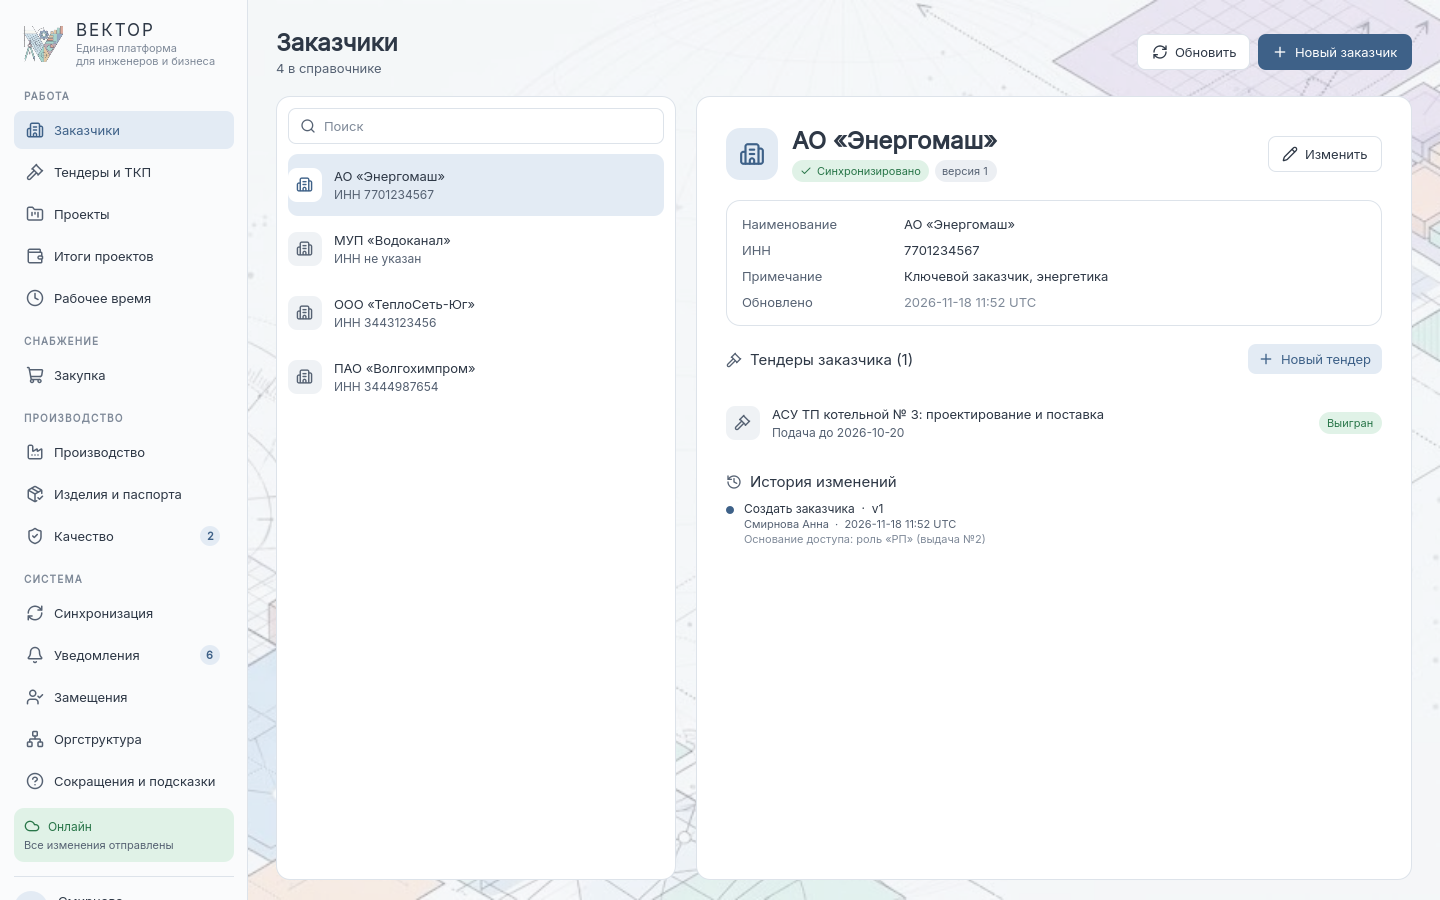 ВЕКТОР
Единая платформа
для инженеров и бизнеса
РАБОТА
Заказчики
Тендеры и ТКП
Проекты
Итоги проектов
Рабочее время
СНАБЖЕНИЕ
Закупка
ПРОИЗВОДСТВО
Производство
Изделия и паспорта
Качество 2
СИСТЕМА
Синхронизация
Уведомления 6
Замещения
Оргструктура
Сокращения и подсказки
Онлайн
Все изменения отправлены
Заказчики
4 в справочнике
Обновить
Новый заказчик
Поиск
АО «Энергомаш»
ИНН 7701234567
МУП «Водоканал»
ИНН не указан
ООО «ТеплоСеть-Юг»
ИНН 3443123456
ПАО «Волгохимпром»
ИНН 3444987654
АО «Энергомаш»
Синхронизировано версия 1
Изменить
Наименование АО «Энергомаш»
ИНН 7701234567
Примечание Ключевой заказчик, энергетика
Обновлено 2026-11-18 11:52 UTC
Тендеры заказчика (1)
Новый тендер
АСУ ТП котельной № 3: проектирование и поставка
Подача до 2026-10-20
Выигран
История изменений
Создать заказчика · v1
Смирнова Анна · 2026-11-18 11:52 UTC
Основание доступа: роль «РП» (выдача №2)